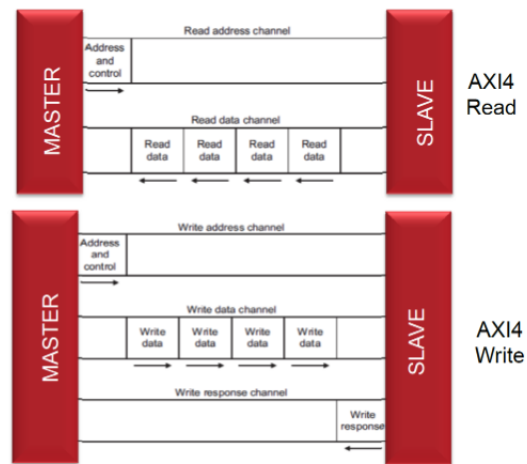 MASTER
Read address channel
Address
and
control
Read data channel
Read
data
Read
data
Read
data
Read
data
SLAVE
AXI4
Read
MASTER
Write address channel
Address
and
control
Write data channel
Write
data
Write
data
Write
data
Write
data
Write response channel
Write
response
SLAVE
AXI4
Write